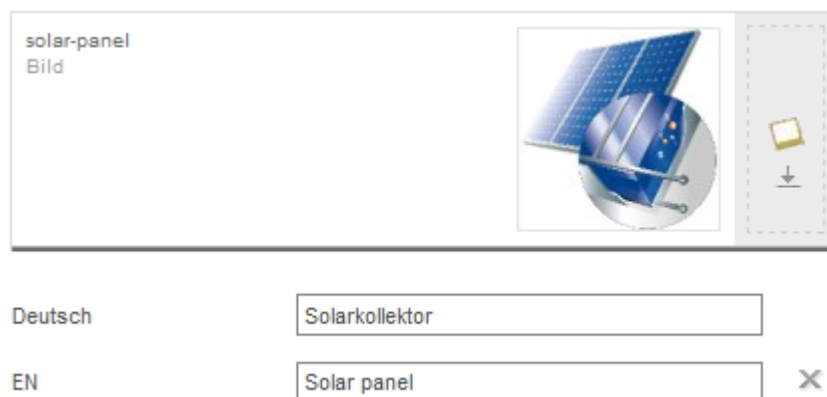 solar-panel
Bild
Deutsch
Solarkollektor
EN
Solar panel